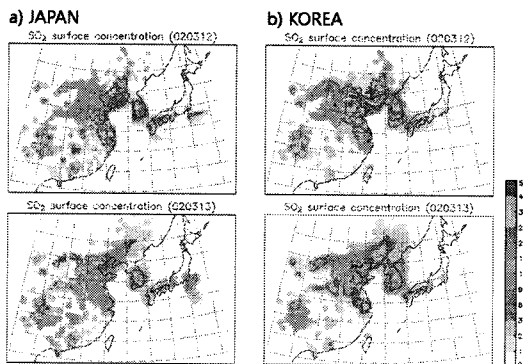 a) JAPAN
b) KOREA
SO₂ surface concentration (020312)
SO₂ surface concentration (020312)
SO₂ surface concentration (020313)
SO₂ surface concentration (020313)